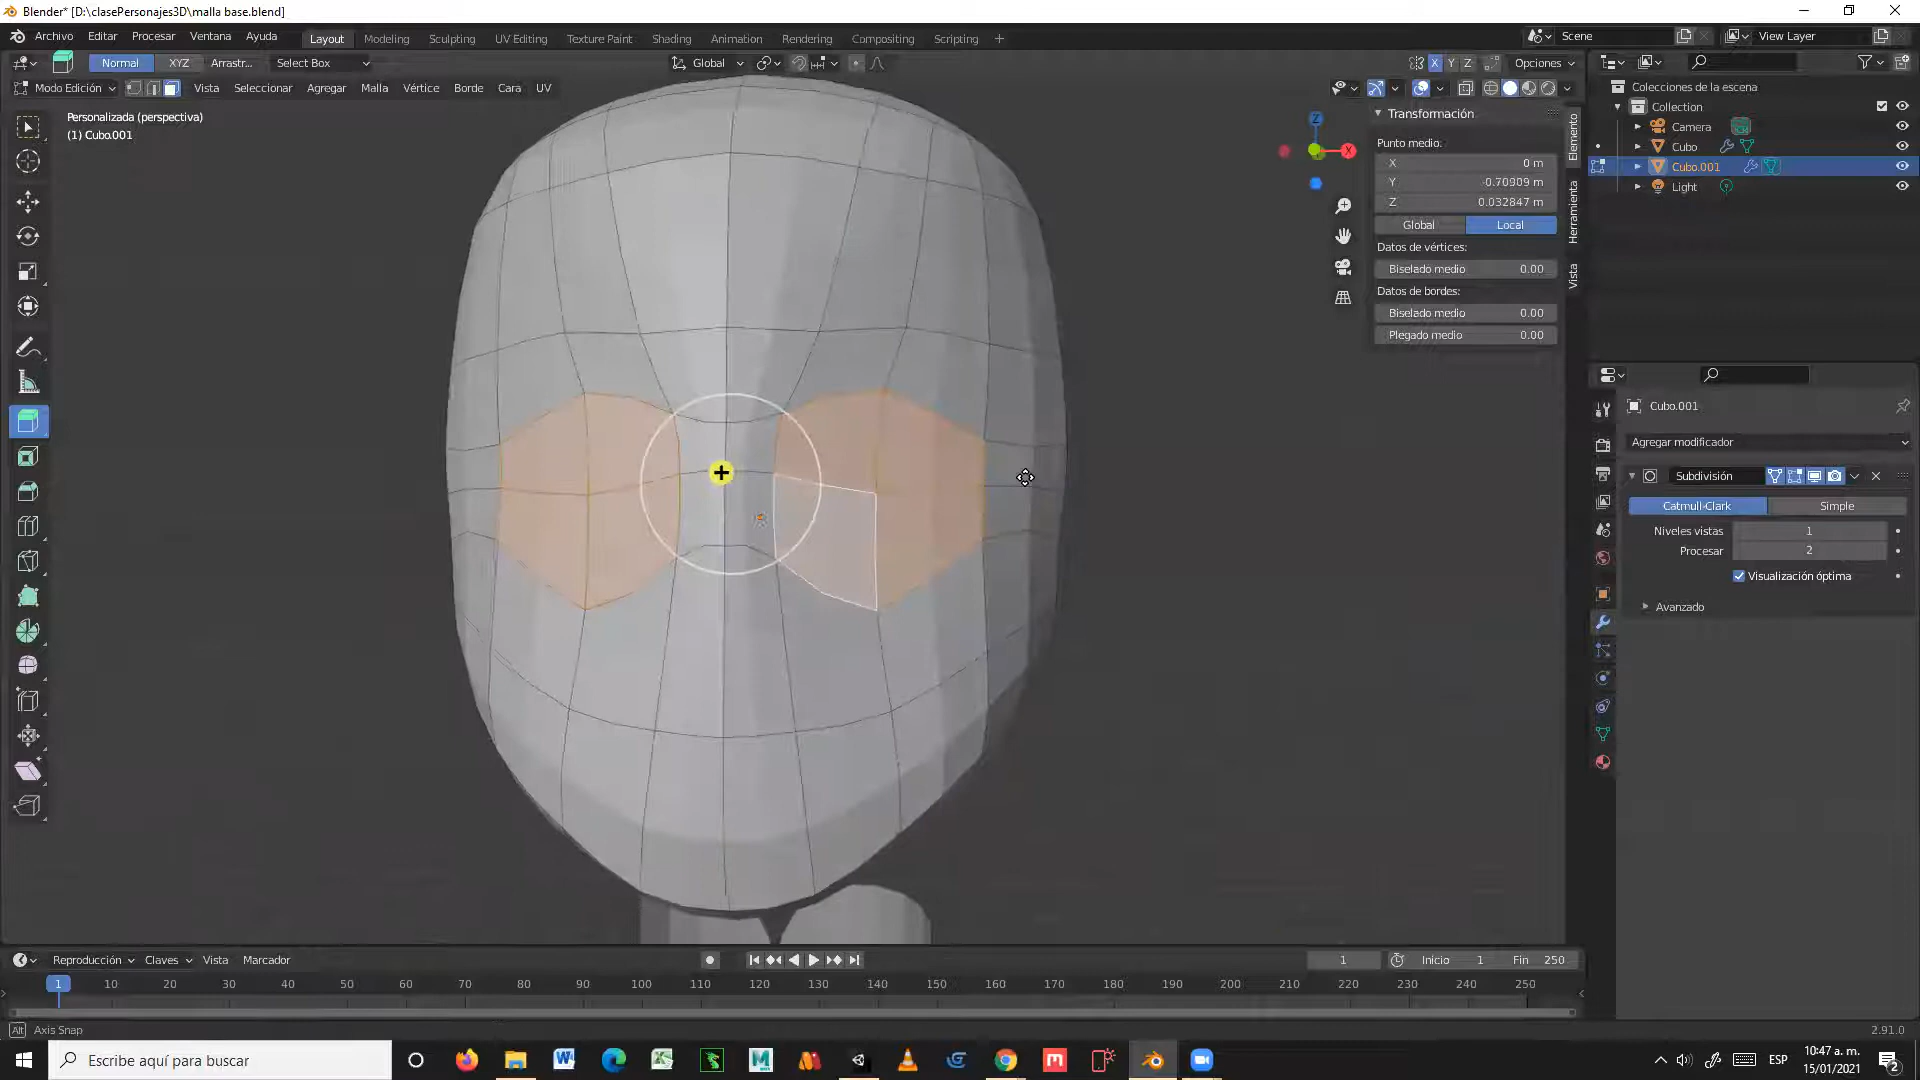 Blender* [D:\clasePersonajes3D\malla base.blend]
Archivo Editar Procesar Ventana Ayuda Layout Modeling Sculpting UV Editing Texture Paint Shading Animation Rendering Compositing Scripting + Scene View Layer
Normal XYZ Arrastr... Select Box Global X Y Z Opciones
Modo Edición Vista Seleccionar Agregar Malla Vértice Borde Cara UV
Personalizada (perspectiva)
(1) Cubo.001
Z
X
Transformación
Punto medio:
X 0 m
Y -0.70909 m
Z 0.032847 m
Global Local
Datos de vértices:
Biselado medio 0.00
Datos de bordes:
Biselado medio 0.00
Plegado medio 0.00
Elemento
Herramienta
Vista
Colecciones de la escena
Collection
Camera
Cubo
Cubo.001
Light
Cubo.001
Agregar modificador
Subdivisión
Catmull-Clark Simple
Niveles vistas 1
Procesar 2
Visualización óptima
Avanzado
Reproducción Claves Vista Marcador 1 Inicio 1 Fin 250
1 10 20 30 40 50 60 70 80 90 100 110 120 130 140 150 160 170 180 190 200 210 220 230 240 250
Alt Axis Snap 2.91.0
Escribe aquí para buscar
ESP
10:47 a. m.
15/01/2021
2